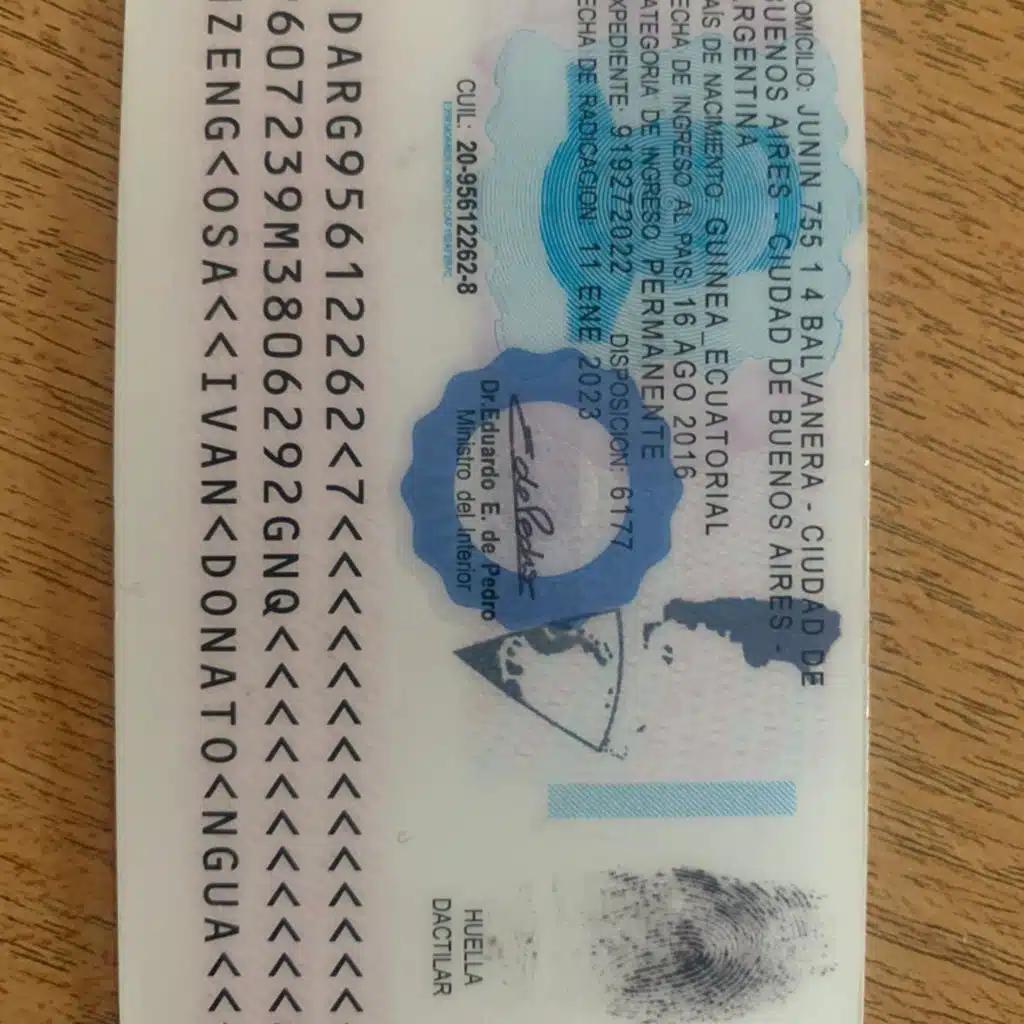 OMICILIO: JUNIN 755 1 4 BALVANERA - CIUDAD DE
BUENOS AIRES - CIUDAD DE BUENOS AIRES -
RGENTINA
AÍS DE NACIMIENTO: GUINEA_ECUATORIAL
ECHA DE INGRESO AL PAIS: 16 AGO 2016
ATEGORIA DE INGRESO: PERMANENTE
XPEDIENTE: 919272022 DISPOSICION: 6177
ECHA DE RADICACION: 11 ENE 2023
Dr. Eduardo E. de Pedro
Ministro del Interior
CUIL: 20-95612262-8
HUELLA
DACTILAR
DARG95612262<7<<<<<<<<<<<<<<
607239M3806292GNQ<<<<<<<<<<<
ZENG<OSA<<IVAN<DONATO<NGUA<<